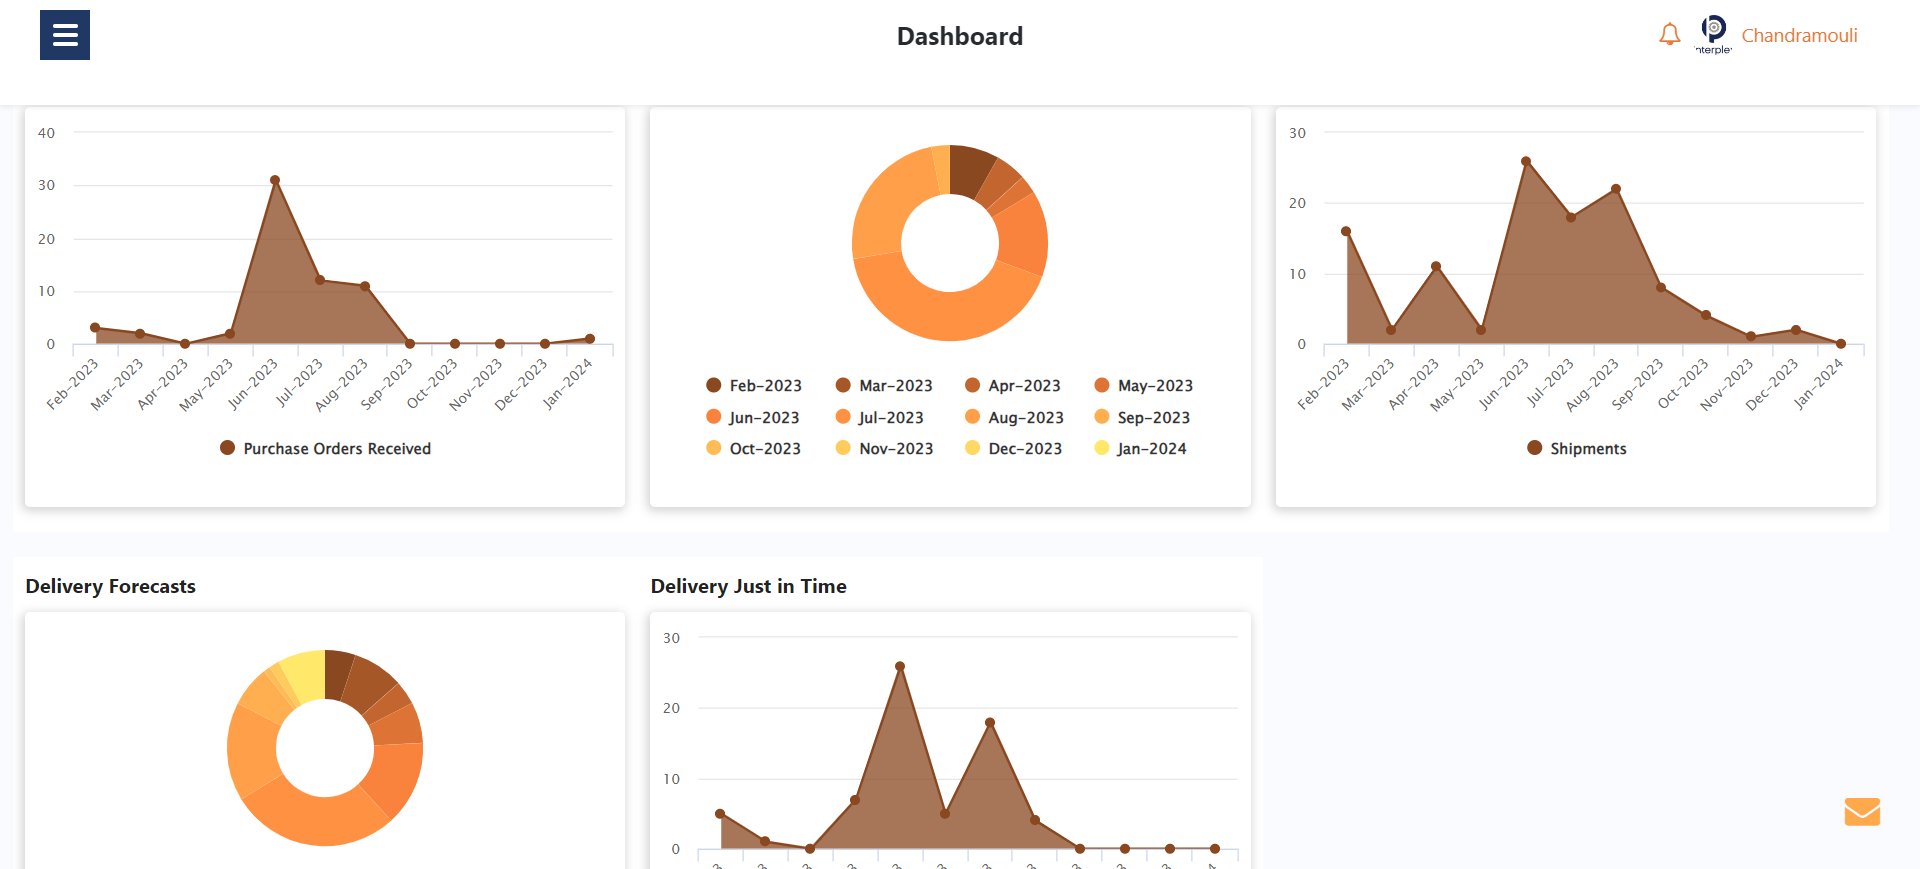 Dashboard
nterple
Chandramouli
40
30
20
10
0
Feb-2023
Mar-2023
Apr-2023
May-2023
Jun-2023
Jul-2023
Aug-2023
Sep-2023
Oct-2023
Nov-2023
Dec-2023
Jan-2024
Purchase Orders Received
Feb-2023 Mar-2023 Apr-2023 May-2023
Jun-2023 Jul-2023 Aug-2023 Sep-2023
Oct-2023 Nov-2023 Dec-2023 Jan-2024
30
20
10
0
Feb-2023
Mar-2023
Apr-2023
May-2023
Jun-2023
Jul-2023
Aug-2023
Sep-2023
Oct-2023
Nov-2023
Dec-2023
Jan-2024
Shipments
Delivery Forecasts
Delivery Just in Time
30
20
10
0